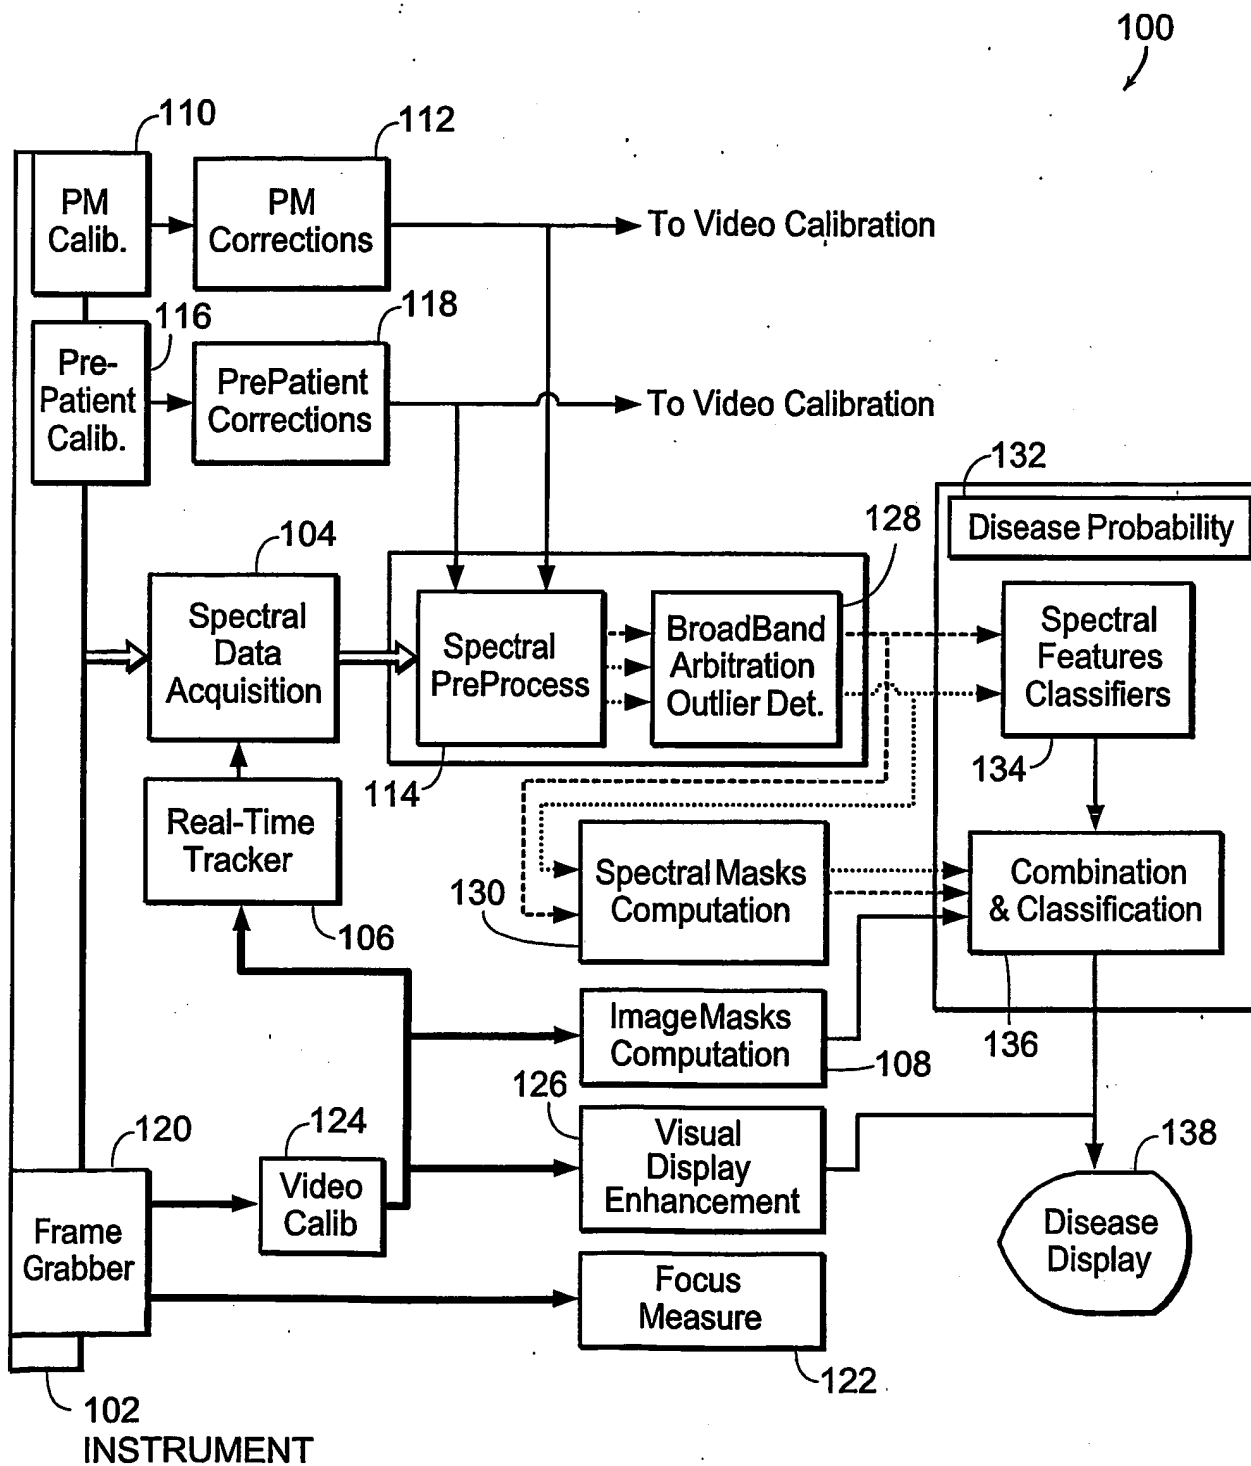 100
110
112
PM
Calib.
PM
Corrections
To Video Calibration
116
118
Pre-
Patient
Calib.
PrePatient
Corrections
To Video Calibration
132
Disease Probability
104
128
Spectral
Data
Acquisition
Spectral
PreProcess
BroadBand
Arbitration
Outlier Det.
Spectral
Features
Classifiers
114
134
Real-Time
Tracker
106
130
Spectral Masks
Computation
Combination
& Classification
136
Image Masks
Computation
108
126
120
124
138
Visual
Display
Enhancement
Video
Calib
Frame
Grabber
Disease
Display
Focus
Measure
122
102
INSTRUMENT